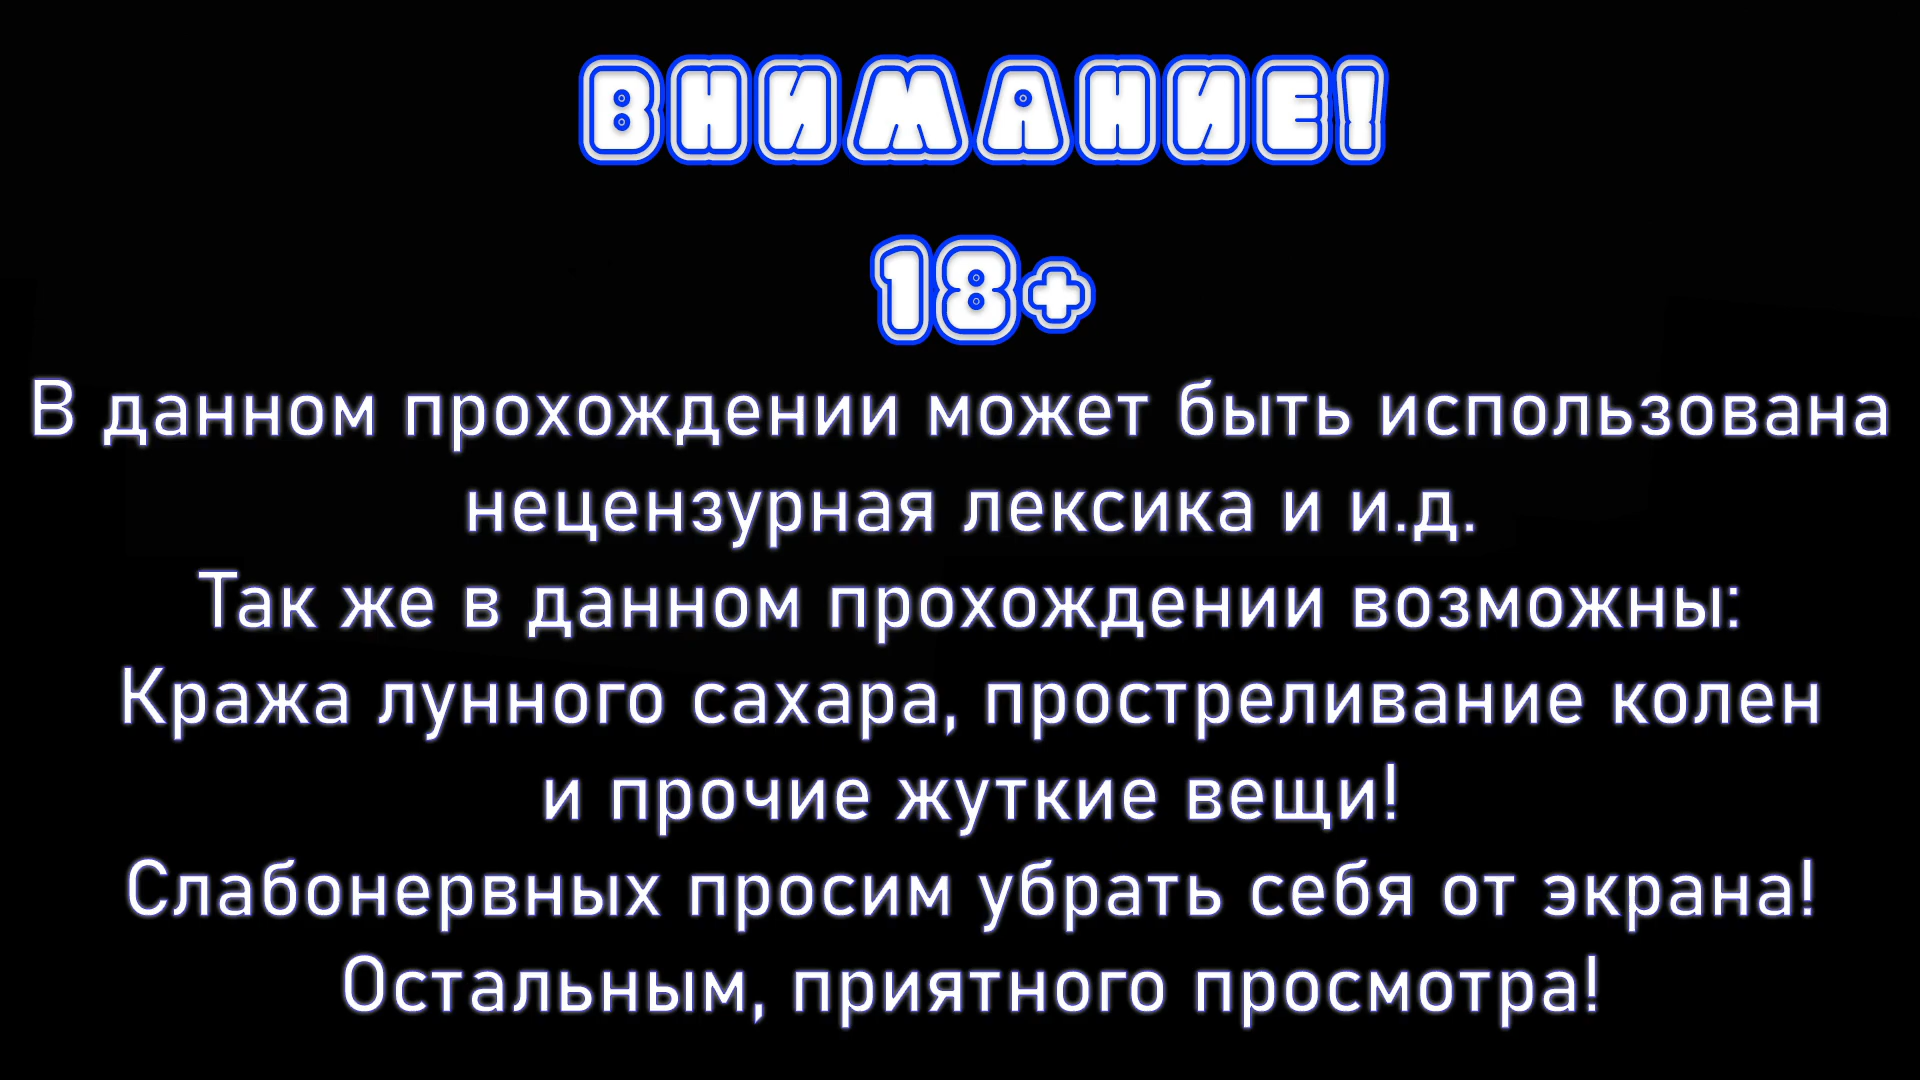 ВНИМАНИЕ!
18+
В данном прохождении может быть использована
нецензурная лексика и и.д.
Так же в данном прохождении возможны:
Кража лунного сахара, простреливание колен
и прочие жуткие вещи!
Слабонервных просим убрать себя от экрана!
Остальным, приятного просмотра!